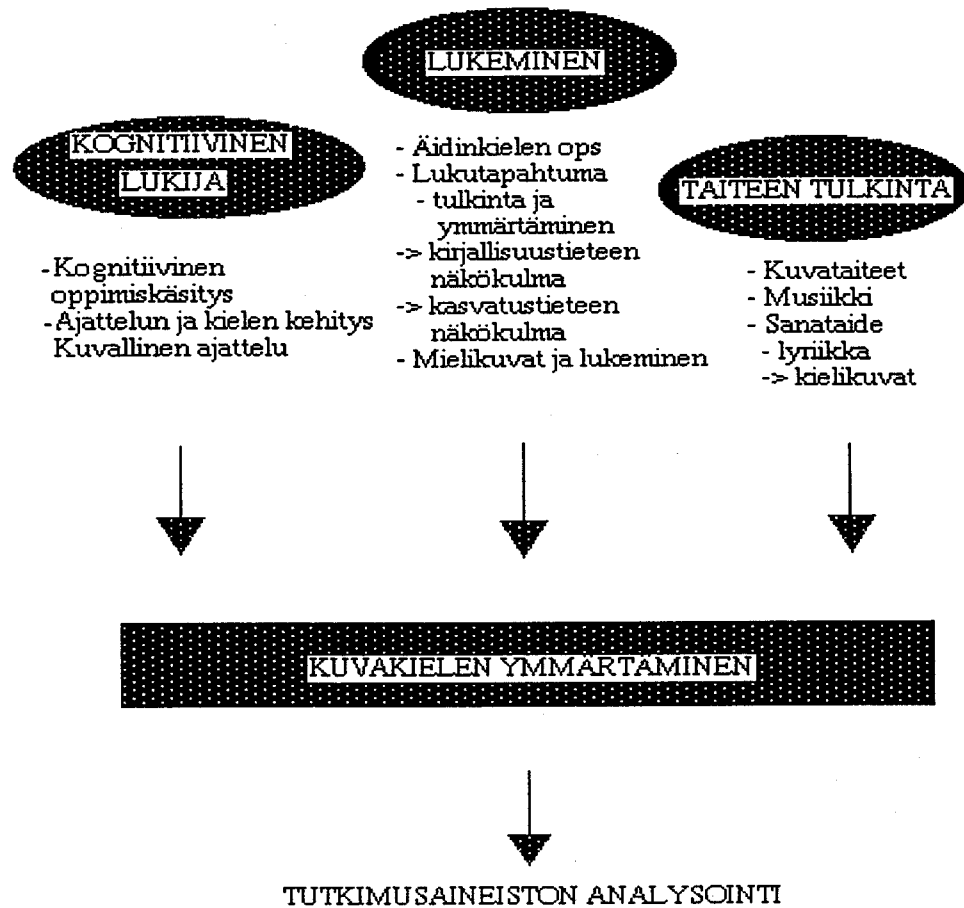 KOGNITIIVINEN
LUKIJA
-Kognitiivinen
oppimiskäsitys
-Ajattelun ja kielen kehitys
Kuvallinen ajattelu
LUKEMINEN
- Äidinkielen ops
- Lukutapahtuma
- tulkinta ja
ymmärtäminen
-> kirjallisuustieteen
näkökulma
-> kasvatustieteen
näkökulma
- Mielikuvat ja lukeminen
TAITEEN TULKINTA
- Kuvataiteet
- Musiikki
- Sanataide
- lyriikka
-> kielikuvat
KUVAKIELEN YMMÄRTÄMINEN
TUTKIMUSAINEISTON ANALYSOINTI